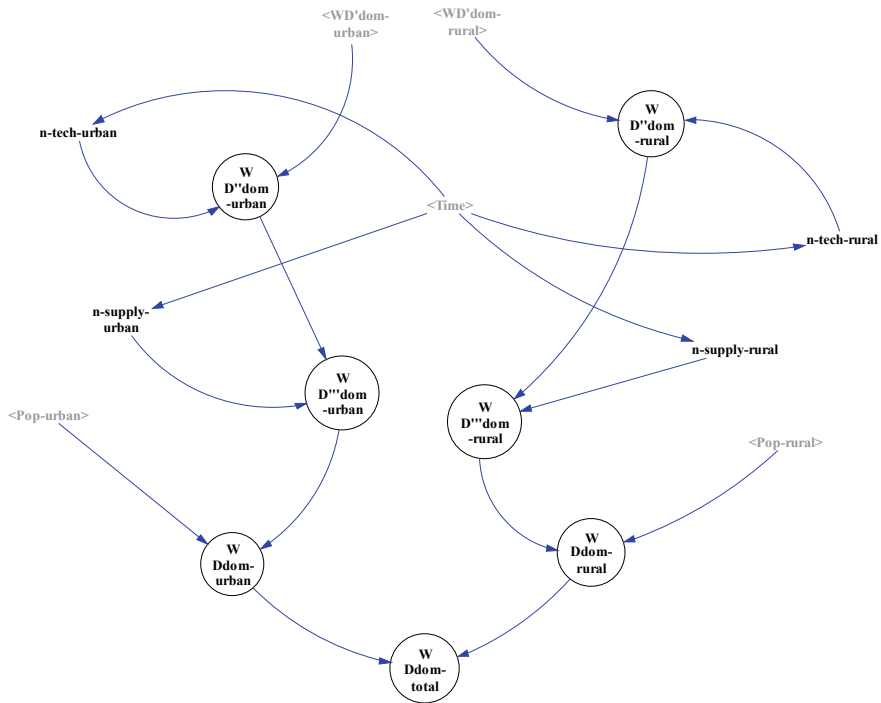 <WD'dom-
urban>
<WD'dom-
rural>
n-tech-urban
W
D''dom
-rural
W
D''dom
-urban
<Time>
n-tech-rural
n-supply-
urban
n-supply-rural
W
D'''dom
-urban
<Pop-urban>
W
D'''dom
-rural
<Pop-rural>
W
Ddom-
urban
W
Ddom-
rural
W
Ddom-
total